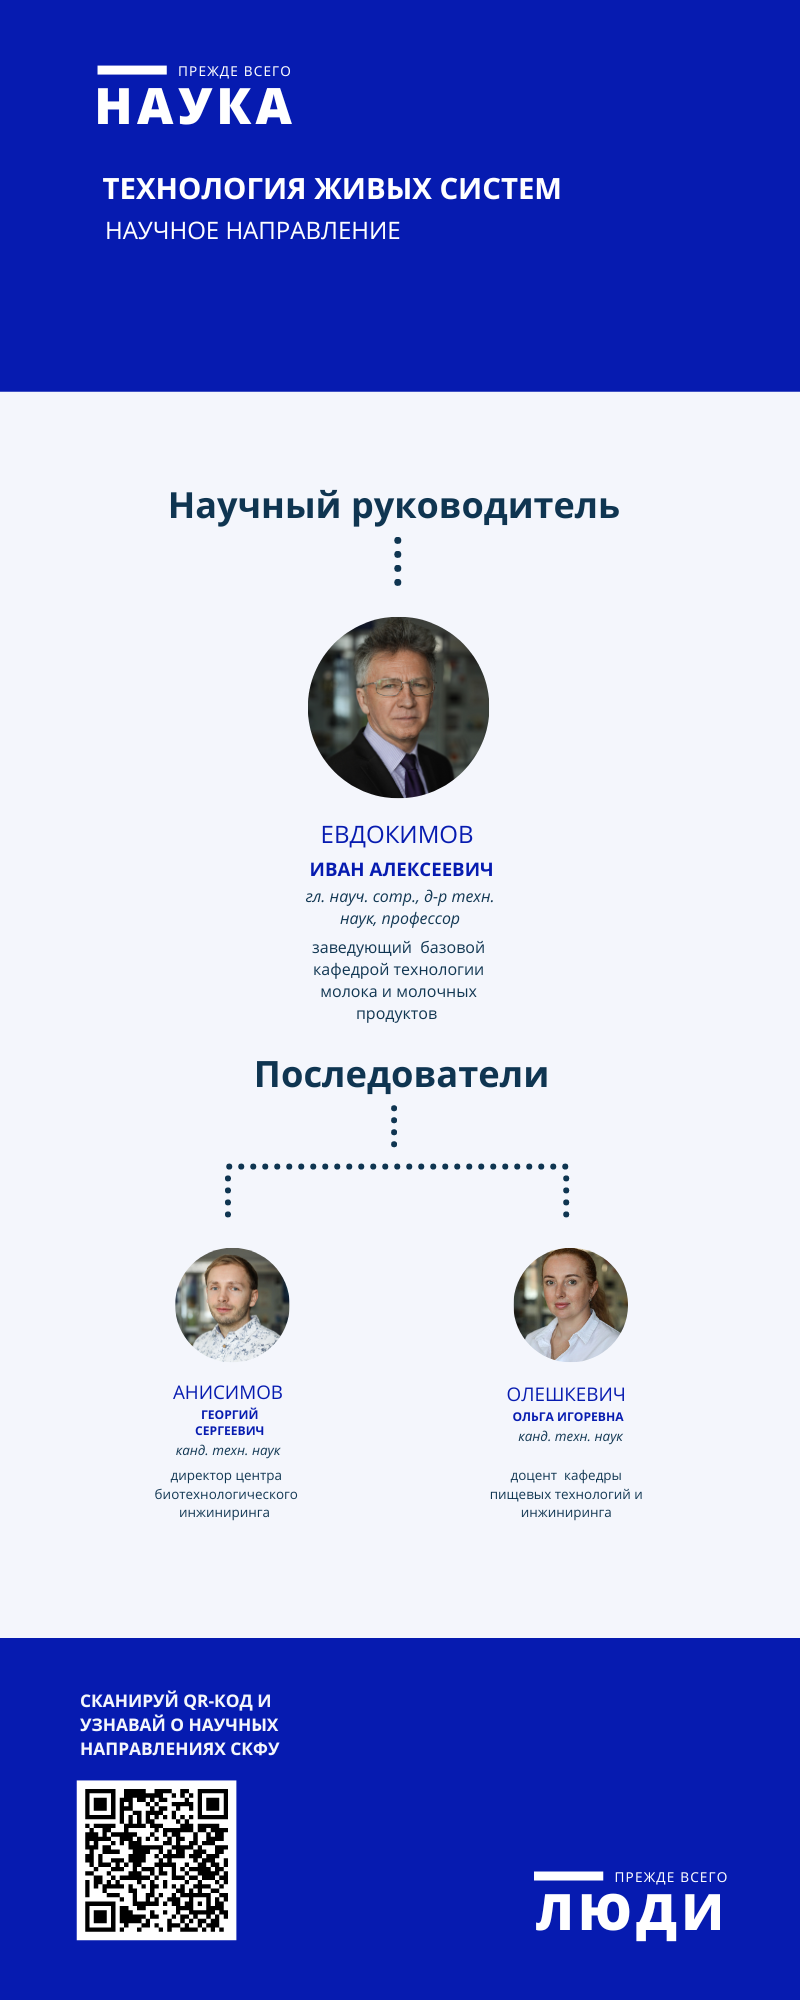 ПРЕЖДЕ ВСЕГО
НАУКА
ТЕХНОЛОГИЯ ЖИВЫХ СИСТЕМ
НАУЧНОЕ НАПРАВЛЕНИЕ
Научный руководитель
ЕВДОКИМОВ
ИВАН АЛЕКСЕЕВИЧ
гл. науч. сотр., д-р техн.
наук, профессор
заведующий базовой
кафедрой технологии
молока и молочных
продуктов
Последователи
АНИСИМОВ
ГЕОРГИЙ
СЕРГЕЕВИЧ
канд. техн. наук
директор центра
биотехнологического
инжиниринга
ОЛЕШКЕВИЧ
ОЛЬГА ИГОРЕВНА
канд. техн. наук
доцент кафедры
пищевых технологий и
инжиниринга
СКАНИРУЙ QR-КОД И
УЗНАВАЙ О НАУЧНЫХ
НАПРАВЛЕНИЯХ СКФУ
ПРЕЖДЕ ВСЕГО
ЛЮДИ